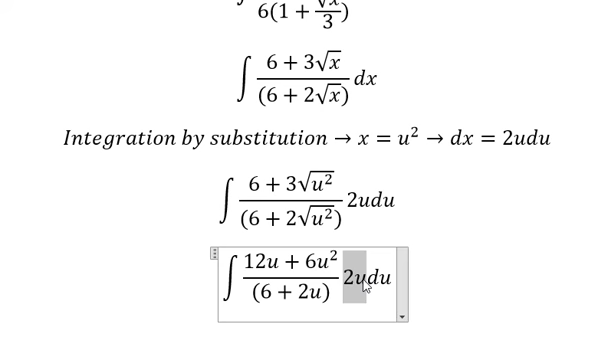 6(1 + √x/3)
∫ (6 + 3√x)/(6 + 2√x) dx
Integration by substitution → x = u² → dx = 2udu
∫ (6 + 3√u²)/(6 + 2√u²) 2udu
∫ (12u + 6u²)/(6 + 2u) 2udu